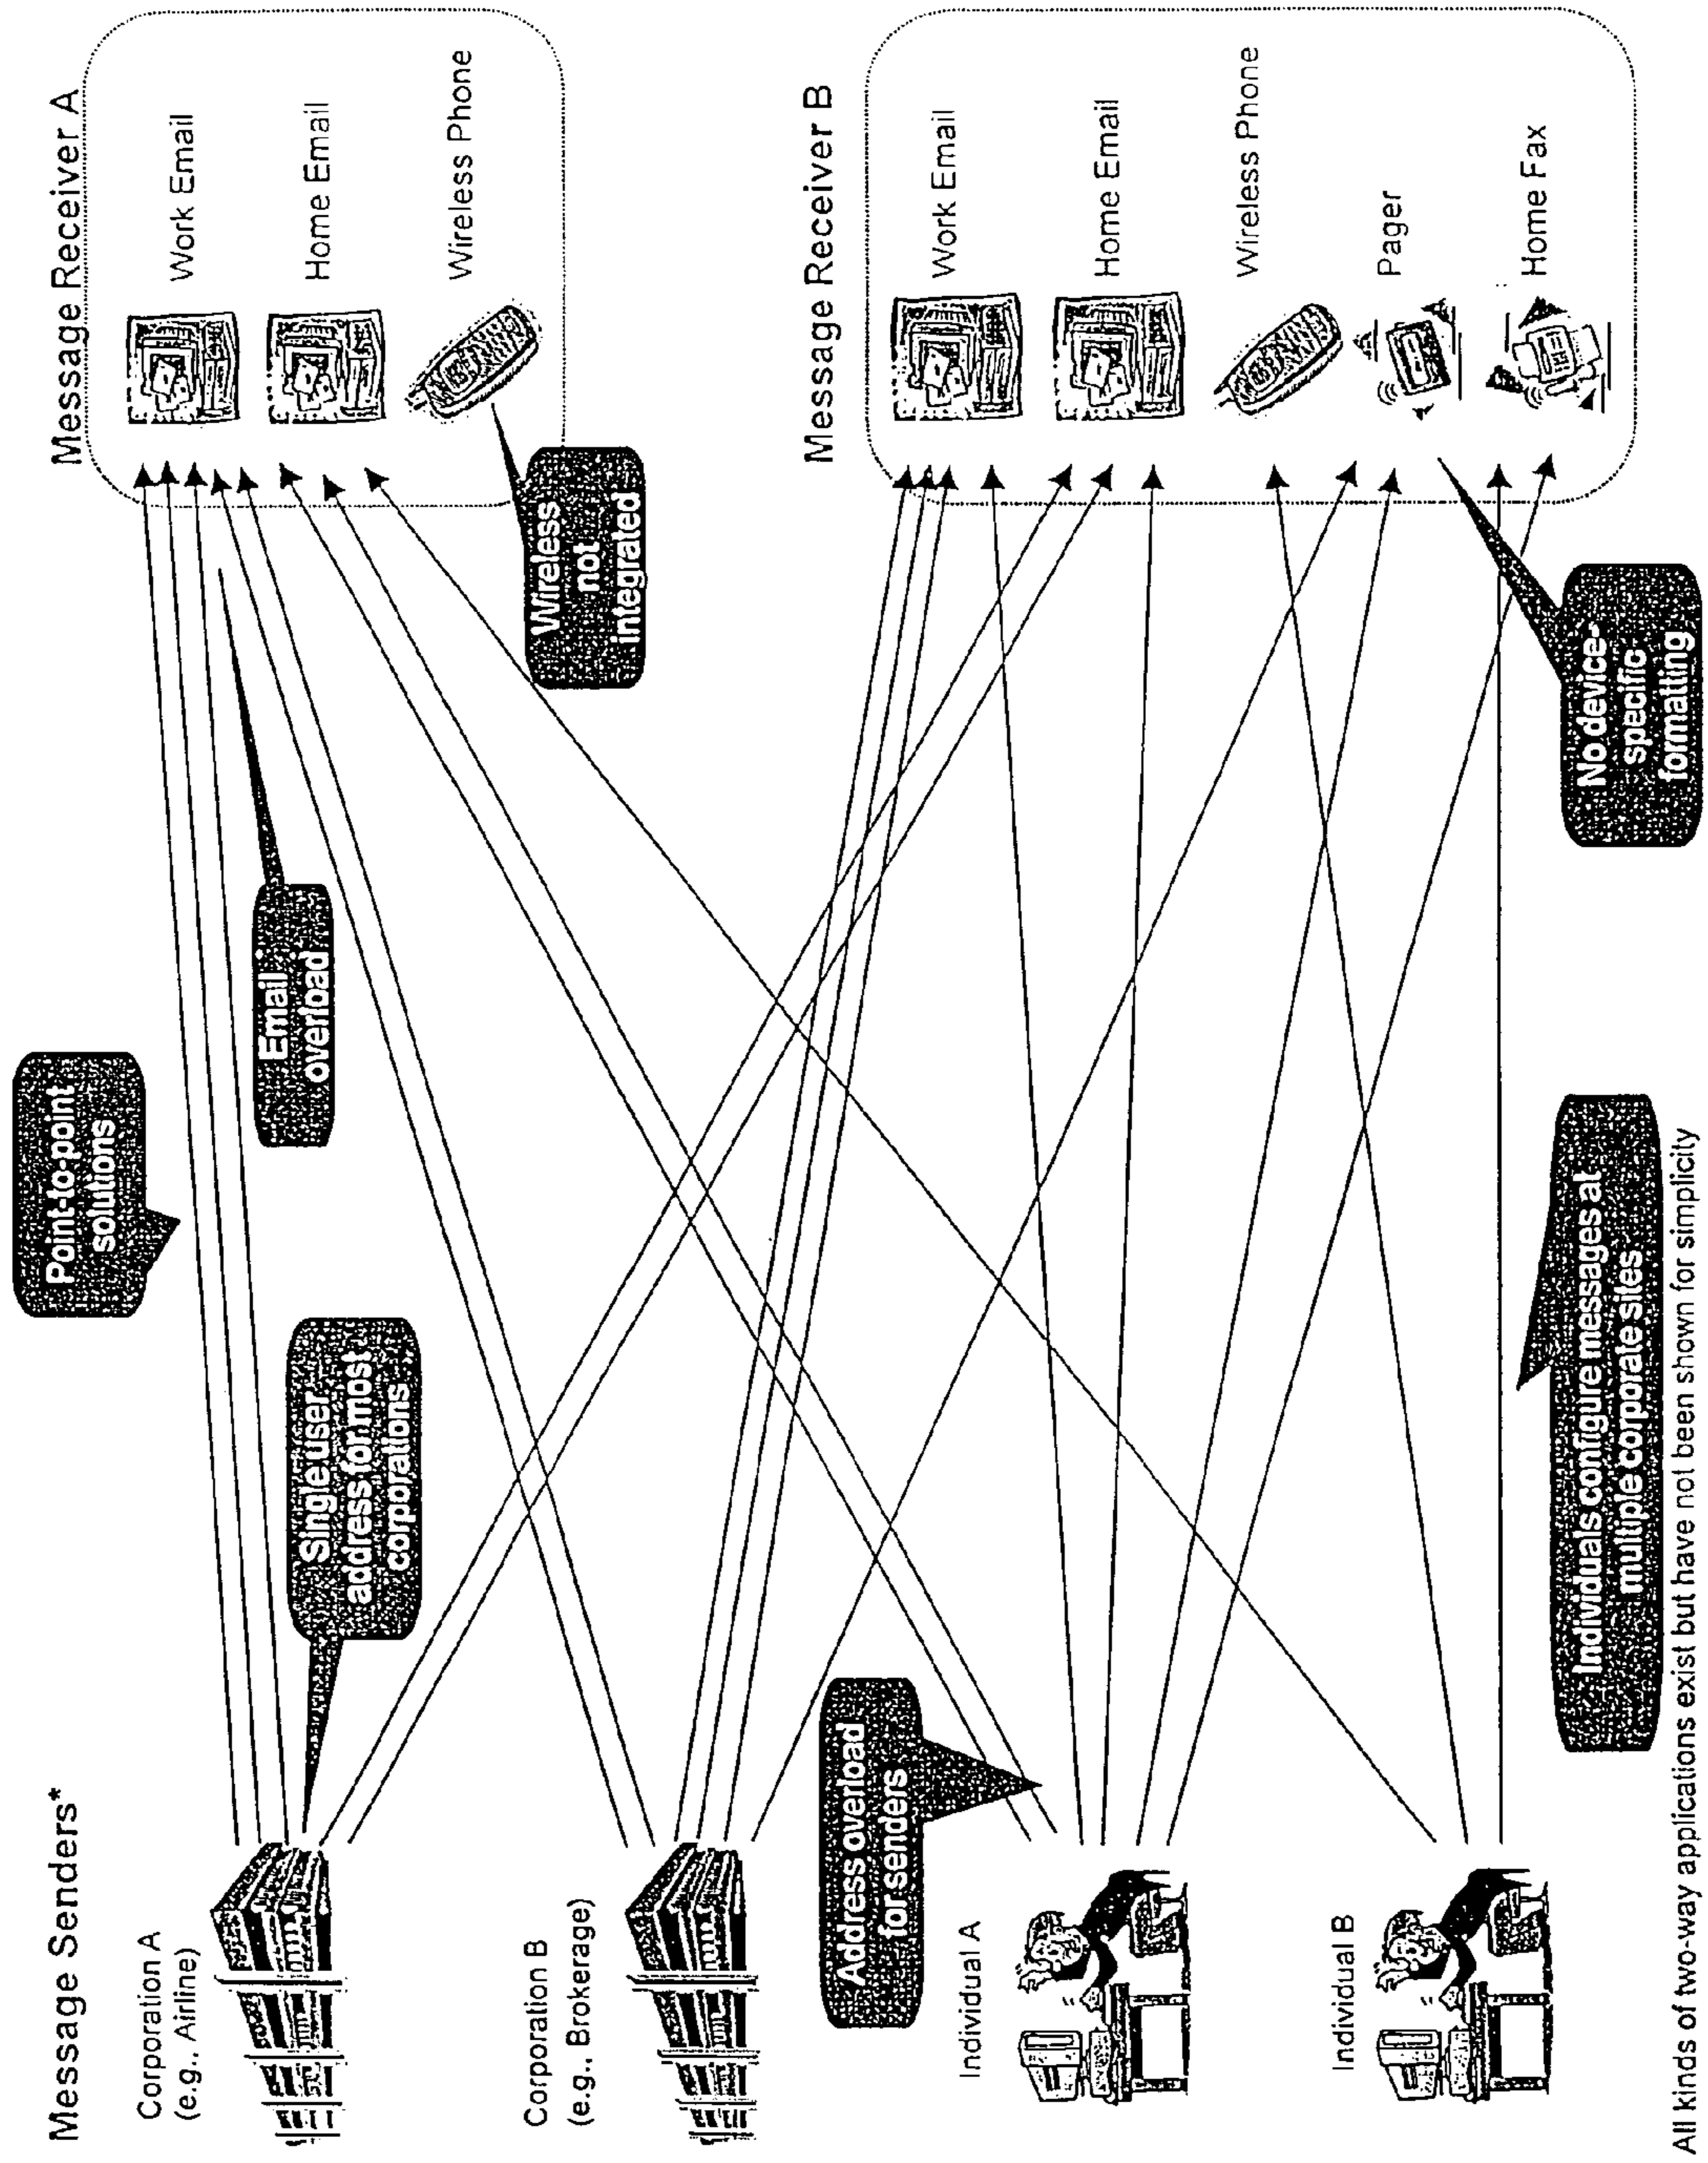 Message Senders*
Corporation A
(e.g., Airline)
Corporation B
(e.g., Brokerage)
Individual A
Individual B
Point-to-point
solutions
Single user
address for most
corporations
Email
overload
Address overload
for senders
Individuals configure messages at
multiple corporate sites
Wireless
not
integrated
No device-
specific
formatting
Message Receiver A
Work Email
Home Email
Wireless Phone
Message Receiver B
Work Email
Home Email
Wireless Phone
Pager
Home Fax
All kinds of two-way applications exist but have not been shown for simplicity